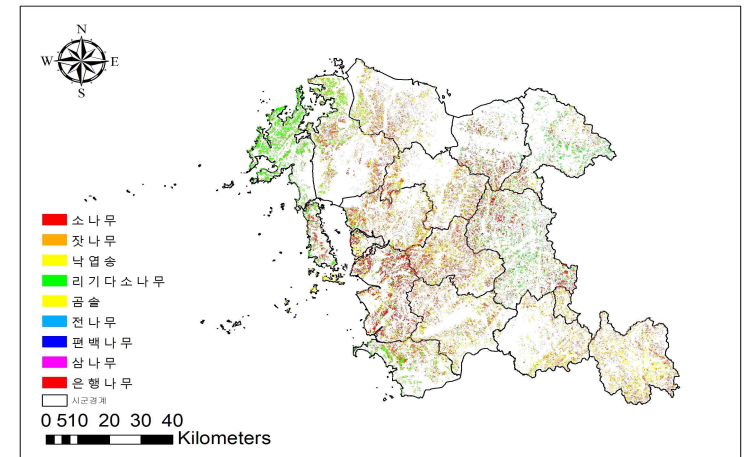 N
W E
S
소나무
잣나무
낙엽송
리기다소나무
곰솔
전나무
편백나무
삼나무
은행나무
시군경계
0 510 20 30 40
Kilometers